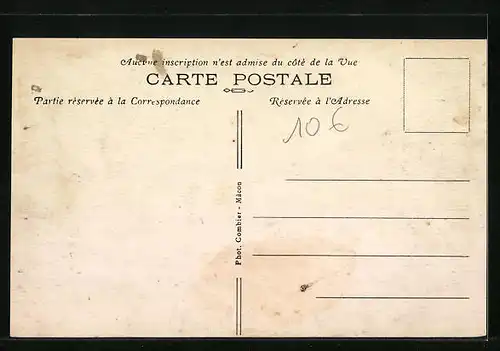 Aucune inscription n'est admise du côté de la Vue
CARTE POSTALE
Partie réservée à la Correspondance
Réservée à l'Adresse
10 €
Phot. Combier - Mâcon